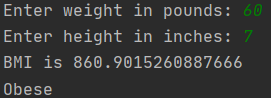 Enter weight in pounds: 60
Enter height in inches: 7
BMI is 860.9015260887666
Obese